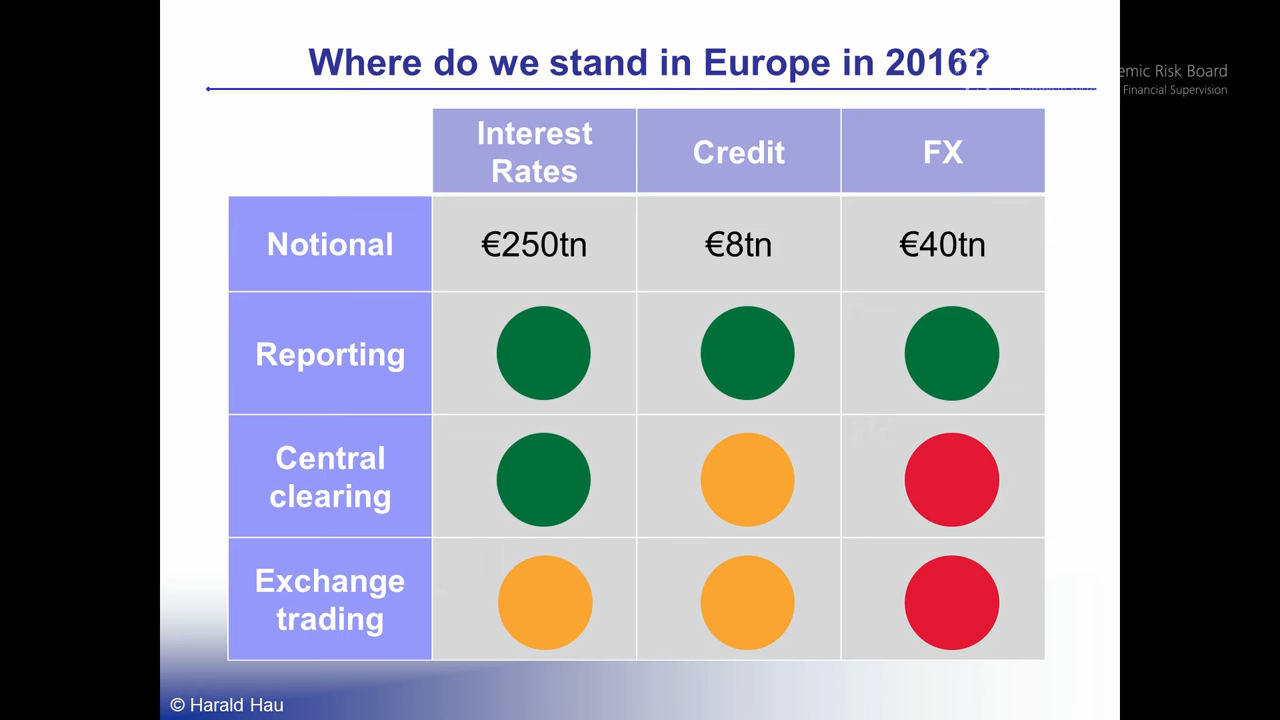 Where do we stand in Europe in 2016?
emic Risk Board
Financial Supervision
Interest
Rates
Credit
FX
Notional
€250tn
€8tn
€40tn
Reporting
Central
clearing
Exchange
trading
© Harald Hau